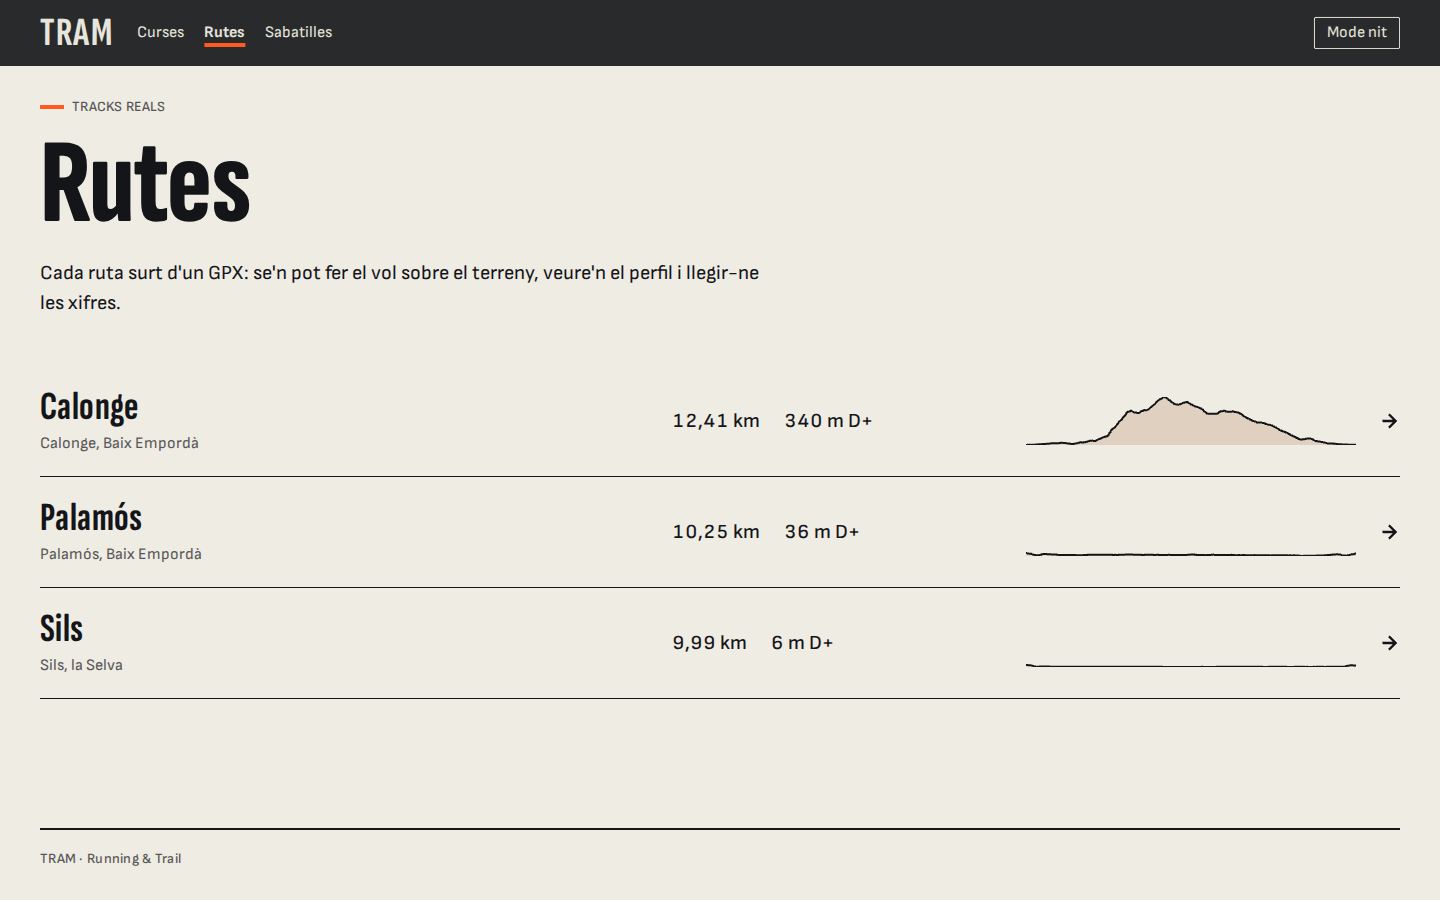 TRAM
Curses
Rutes
Sabatilles
Mode nit
TRACKS REALS
Rutes
Cada ruta surt d'un GPX: se'n pot fer el vol sobre el terreny, veure'n el perfil i llegir-ne
les xifres.
Calonge
Calonge, Baix Empordà
12,41 km
340 m D+
Palamós
Palamós, Baix Empordà
10,25 km
36 m D+
Sils
Sils, la Selva
9,99 km
6 m D+
TRAM · Running & Trail